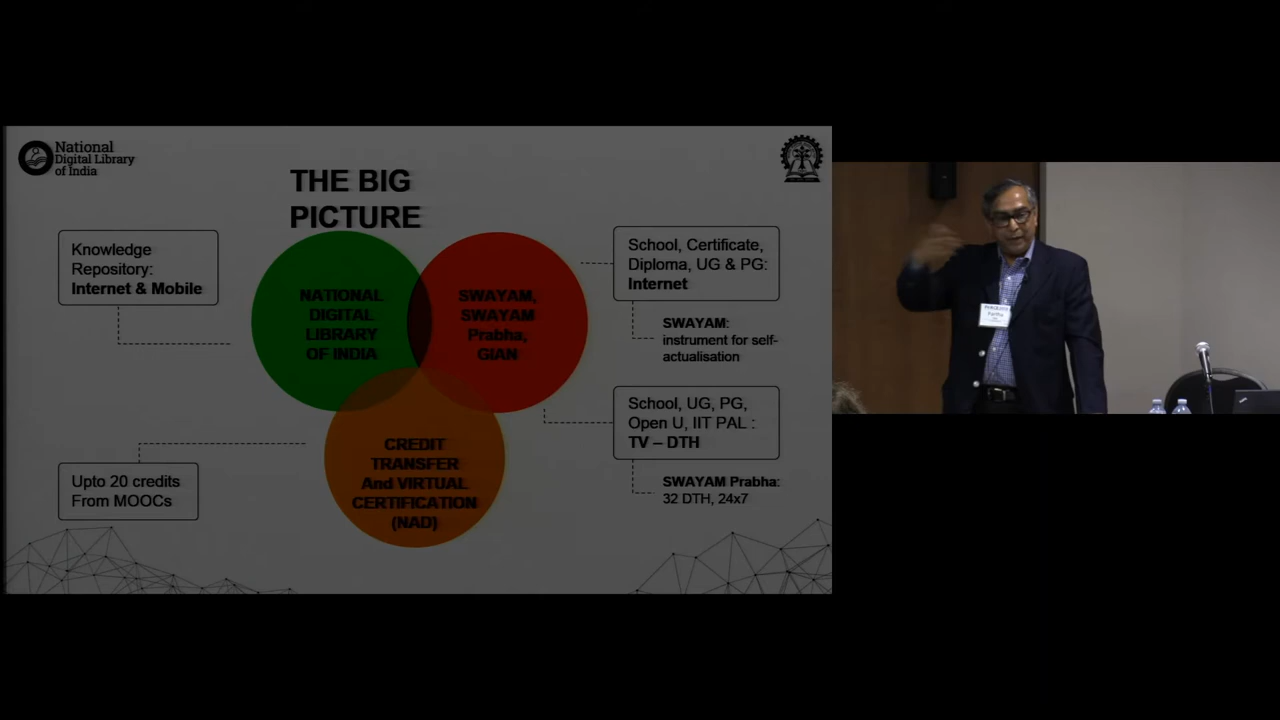 National
Digital Library
of India
THE BIG
PICTURE
Knowledge
Repository:
Internet & Mobile
NATIONAL
DIGITAL
LIBRARY
OF INDIA
SWAYAM,
SWAYAM
Prabha,
GIAN
School, Certificate,
Diploma, UG & PG:
Internet
SWAYAM:
instrument for self-
actualisation
School, UG, PG,
Open U, IIT PAL :
TV – DTH
SWAYAM Prabha:
32 DTH, 24x7
CREDIT
TRANSFER
And VIRTUAL
CERTIFICATION
(NAD)
Upto 20 credits
From MOOCs
Partha